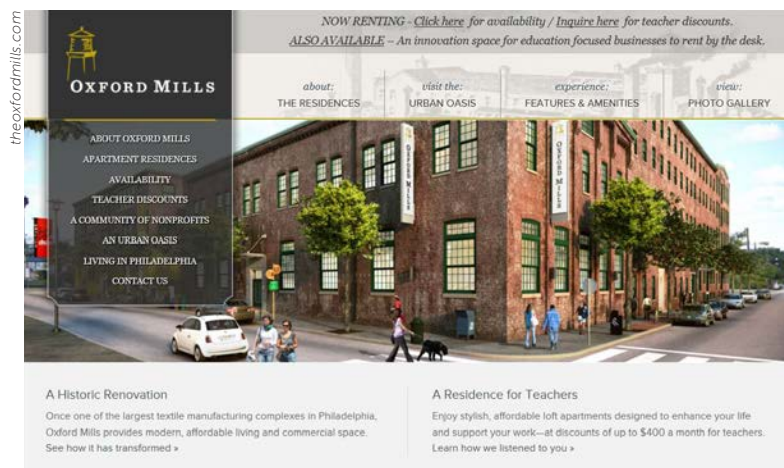 theoxfordmills.com
NOW RENTING - Click here for availability / Inquire here for teacher discounts.
ALSO AVAILABLE – An innovation space for education focused businesses to rent by the desk.
OXFORD MILLS
about:
THE RESIDENCES
visit the:
URBAN OASIS
experience:
FEATURES & AMENITIES
view:
PHOTO GALLERY
ABOUT OXFORD MILLS
APARTMENT RESIDENCES
AVAILABILITY
TEACHER DISCOUNTS
A COMMUNITY OF NONPROFITS
AN URBAN OASIS
LIVING IN PHILADELPHIA
CONTACT US
OXFORD MILLS
OXFORD MILLS
A Historic Renovation
Once one of the largest textile manufacturing complexes in Philadelphia,
Oxford Mills provides modern, affordable living and commercial space.
See how it has transformed »
A Residence for Teachers
Enjoy stylish, affordable loft apartments designed to enhance your life
and support your work—at discounts of up to $400 a month for teachers.
Learn how we listened to you »